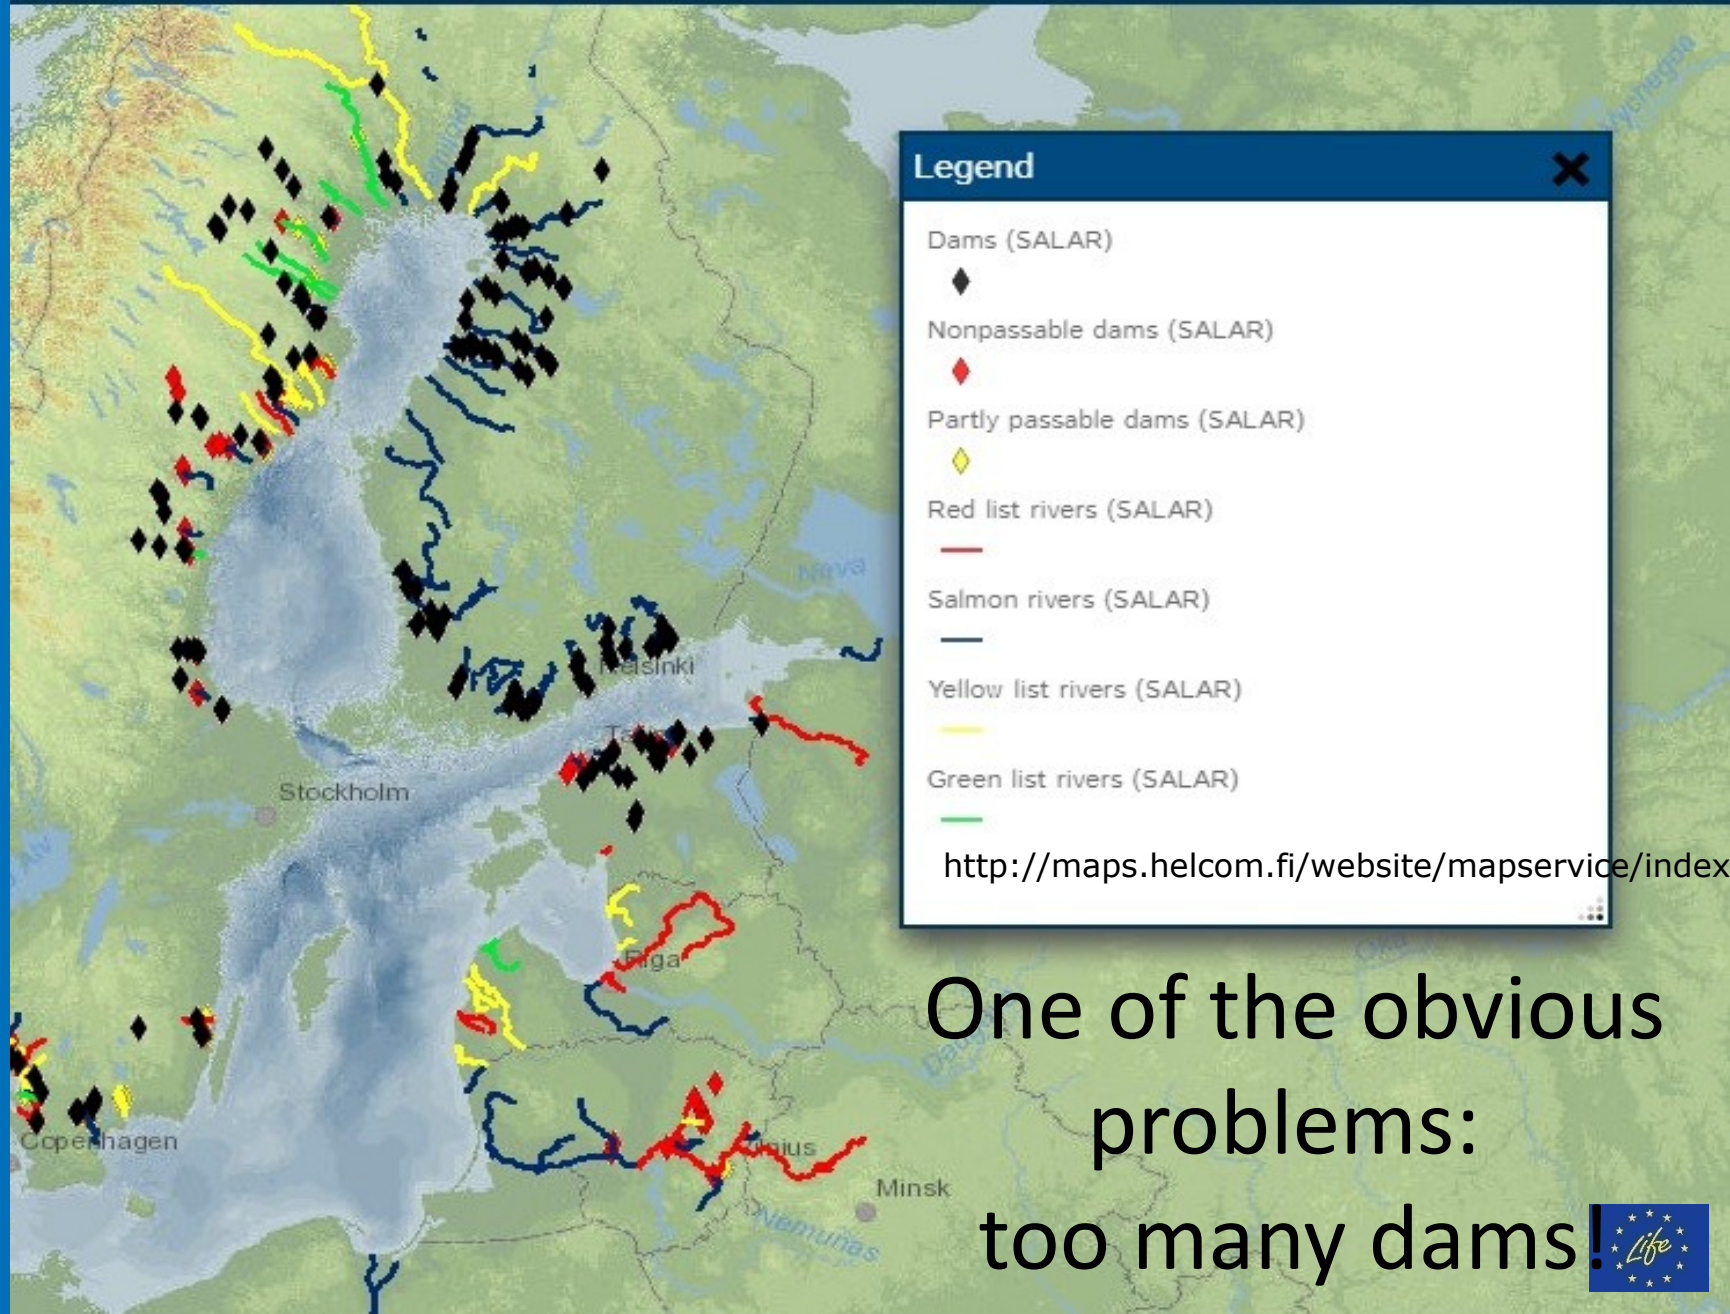 Legend
Dams (SALAR)
Nonpassable dams (SALAR)
Partly passable dams (SALAR)
Red list rivers (SALAR)
Salmon rivers (SALAR)
Yellow list rivers (SALAR)
Green list rivers (SALAR)
http://maps.helcom.fi/website/mapservice/index
Neva
Helsinki
Stockholm
Riga
Copenhagen
Minsk
Nemuñas
One of the obvious
problems:
too many dams!
Life